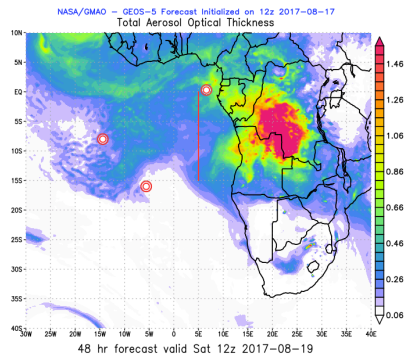 NASA/GMAO - GEOS-5 Forecast Initialized on 12z 2017-08-17
Total Aerosol Optical Thickness
10N
5N
EQ
5S
10S
15S
20S
25S
30S
35S
40S
30W 25W 20W 15W 10W 5W 0 5E 10E 15E 20E 25E 30E 35E 40E
1.46
1.26
1.06
0.86
0.66
0.46
0.26
0.06
48 hr forecast valid Sat 12z 2017-08-19